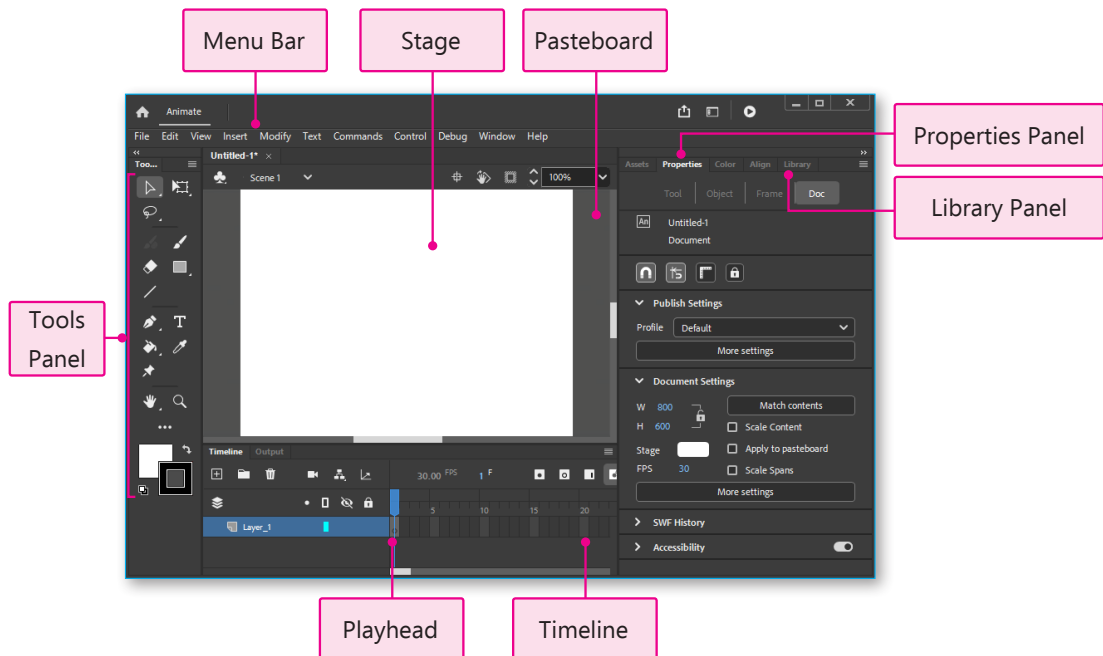 Menu Bar
Stage
Pasteboard
Animate
File Edit View Insert Modify Text Commands Control Debug Window Help
Properties Panel
Too...
Untitled-1*
Assets Properties Color Align Library
Scene 1
100%
Tool Object Frame Doc
Library Panel
An Untitled-1
Document
Publish Settings
Tools
Panel
T
Profile Default
More settings
Document Settings
W 800 Match contents
H 600 Scale Content
Stage Apply to pasteboard
FPS 30 Scale Spans
More settings
Timeline Output
30.00 FPS 1 F
5 10 15 20
Layer_1
SWF History
Accessibility
Playhead
Timeline